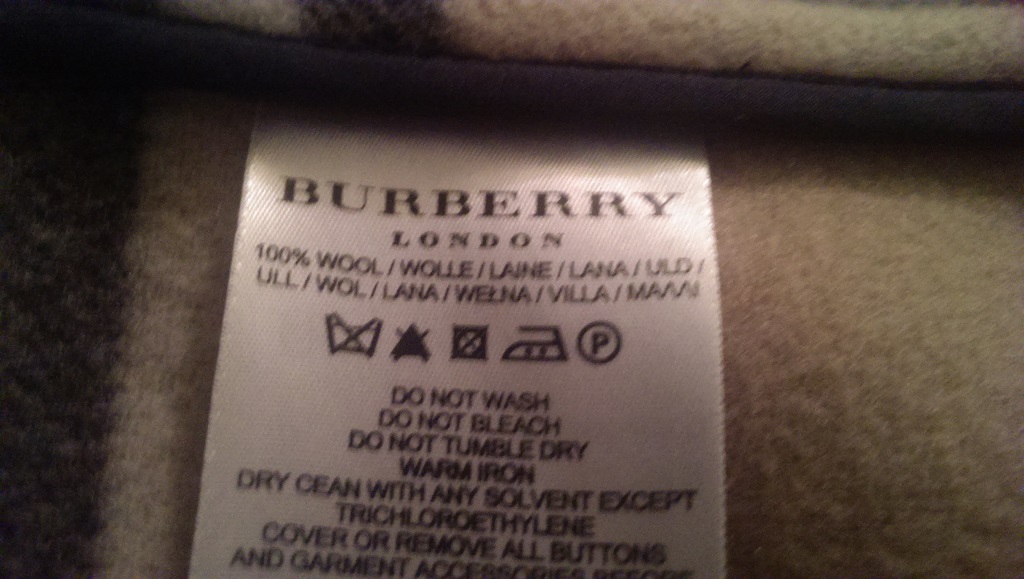 BURBERRY
LONDON
100% WOOL / WOLLE / LAINE / LANA / ULD /
ULL / WOL / LANA / WEŁNA / VILLA /
P
DO NOT WASH
DO NOT BLEACH
DO NOT TUMBLE DRY
WARM IRON
DRY CEAN WITH ANY SOLVENT EXCEPT
TRICHLOROETHYLENE
COVER OR REMOVE ALL BUTTONS
AND GARMENT ACCESSORIES BEFORE